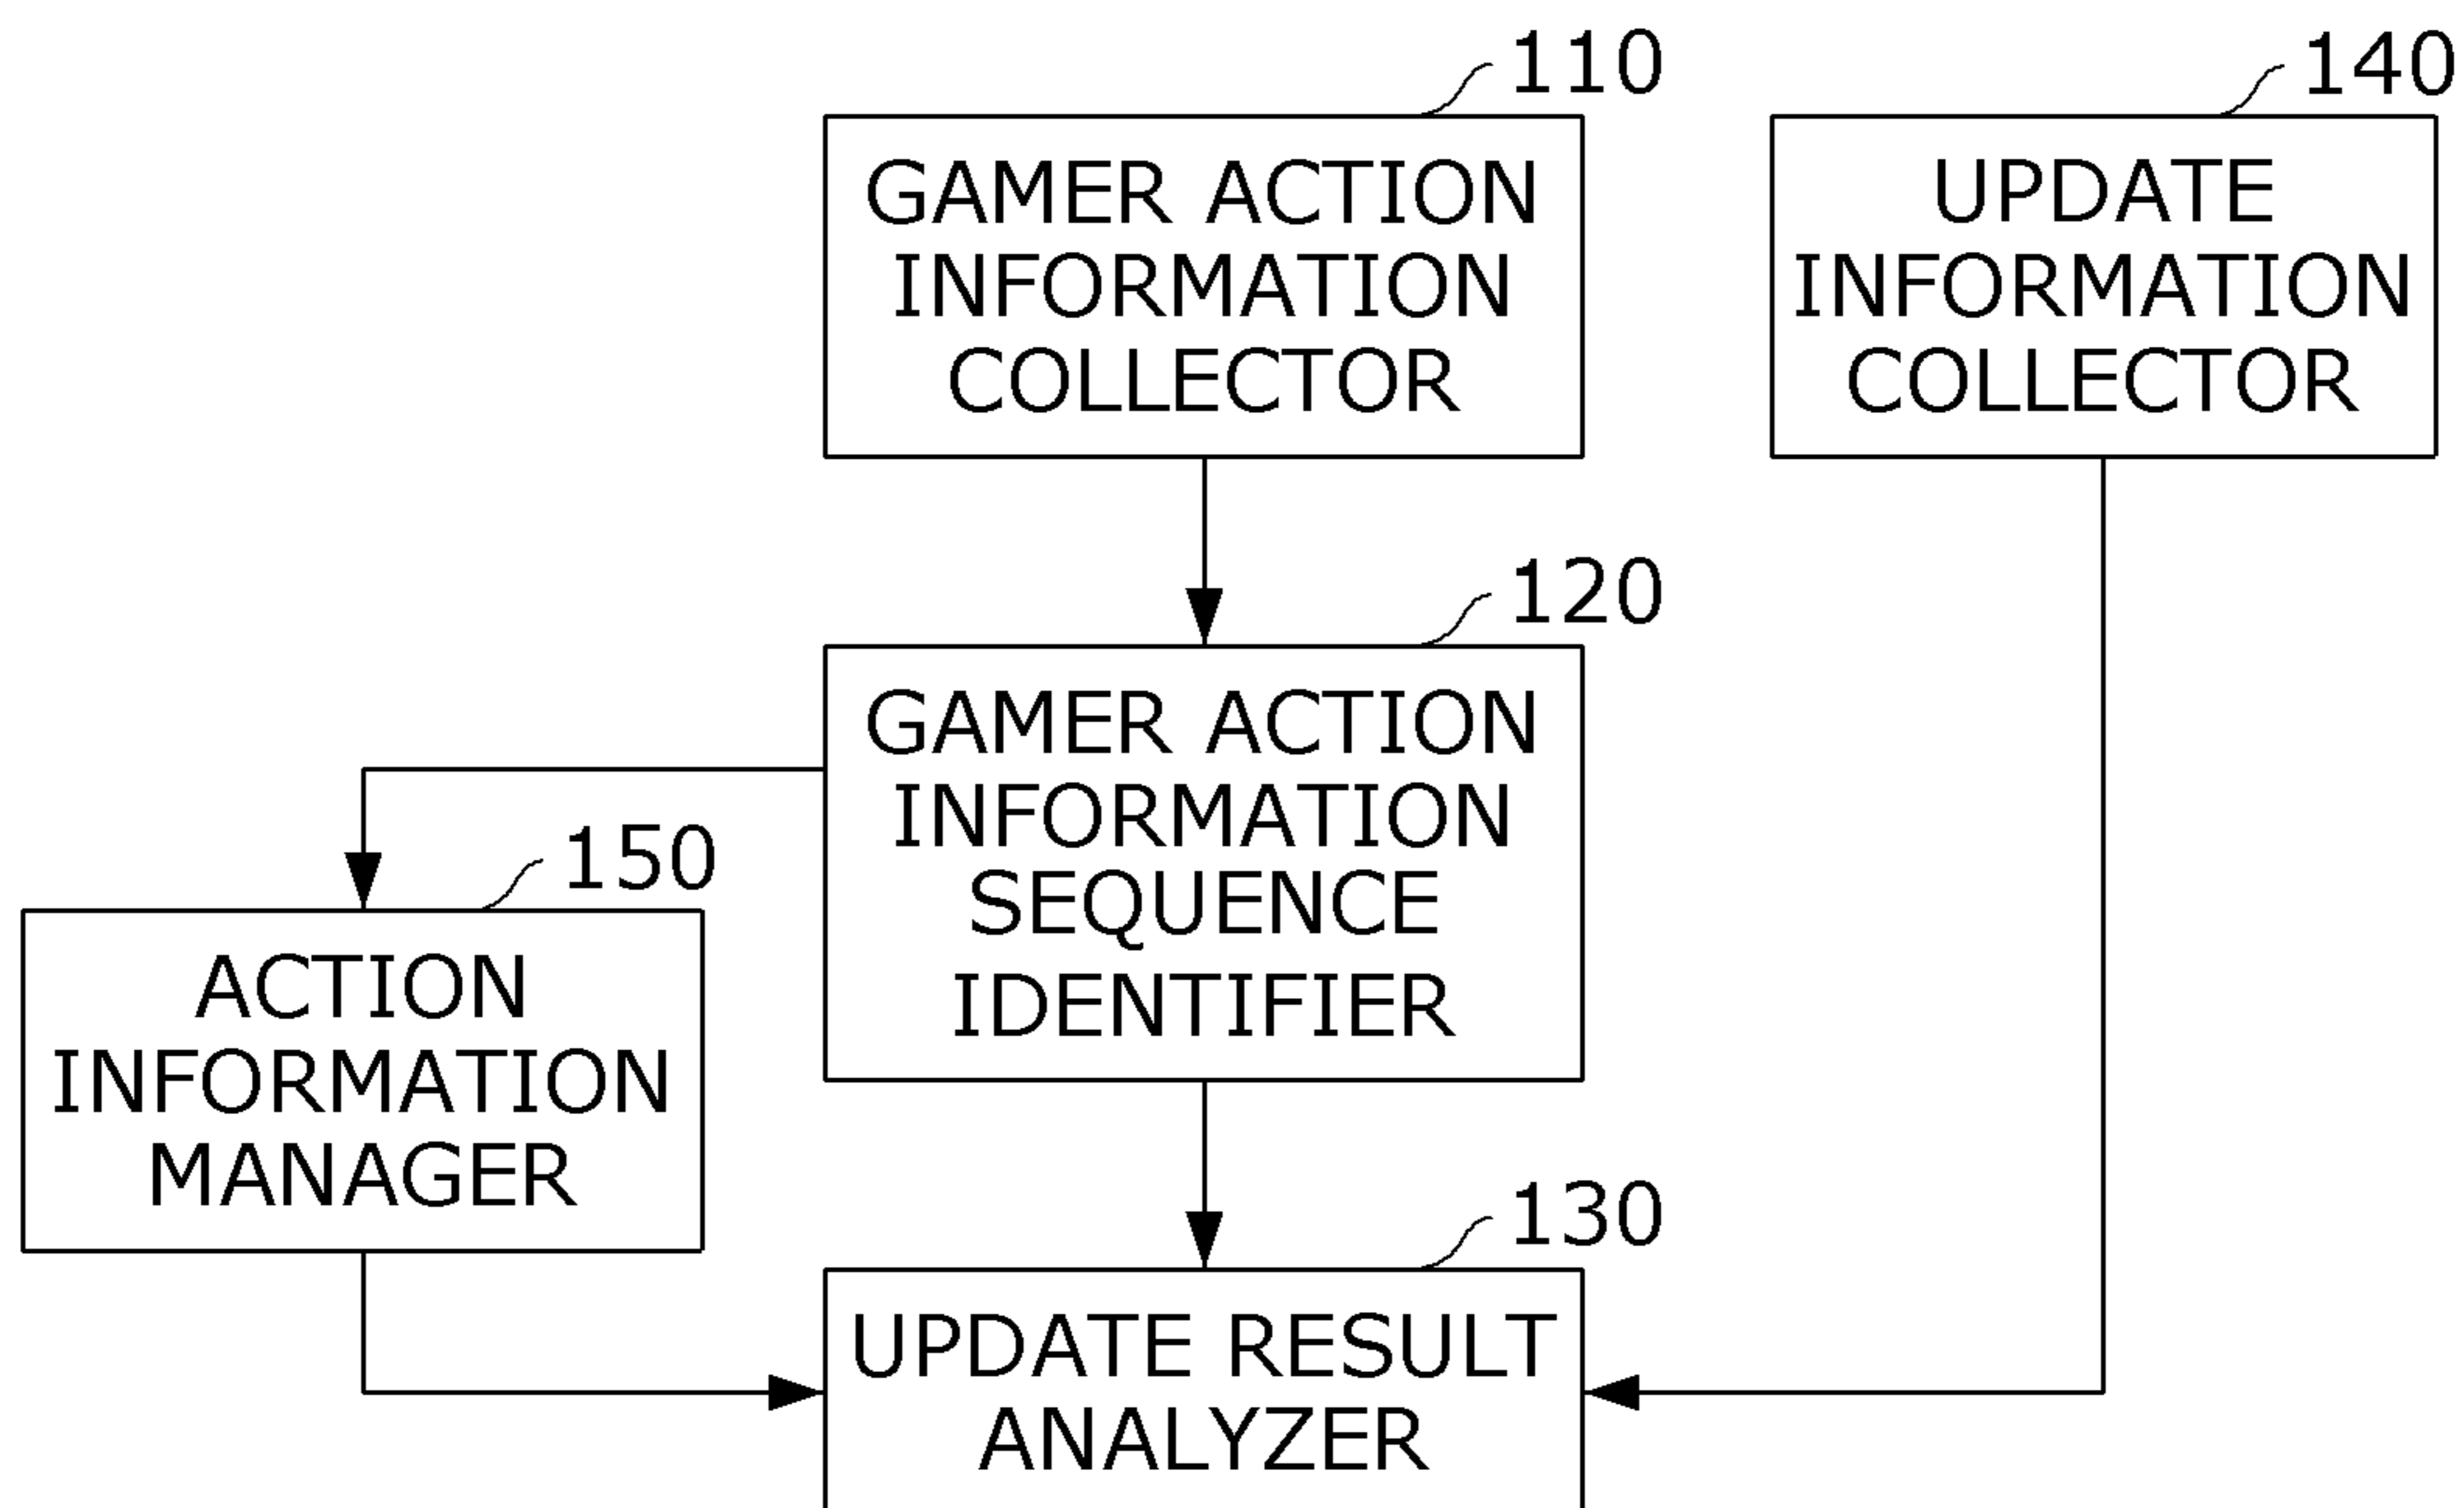 110
GAMER ACTION
INFORMATION
COLLECTOR
140
UPDATE
INFORMATION
COLLECTOR
120
GAMER ACTION
INFORMATION
SEQUENCE
IDENTIFIER
150
ACTION
INFORMATION
MANAGER
130
UPDATE RESULT
ANALYZER